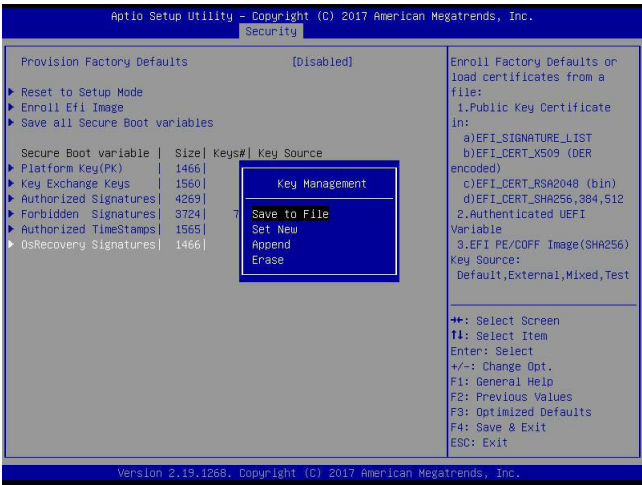 Aptio Setup Utility – Copyright (C) 2017 American Megatrends, Inc.
Security
Provision Factory Defaults [Disabled]
▶ Reset to Setup Mode
▶ Enroll Efi Image
▶ Save all Secure Boot variables
Secure Boot variable | Size| Keys#| Key Source
▶ Platform Key(PK) | 1466|
▶ Key Exchange Keys | 1560|
▶ Authorized Signatures| 4269|
▶ Forbidden Signatures| 3724| 7
▶ Authorized TimeStamps| 1565|
▶ OsRecovery Signatures| 1466|
Key Management
Save to File
Set New
Append
Erase
Enroll Factory Defaults or
load certificates from a
file:
1.Public Key Certificate
in:
a)EFI_SIGNATURE_LIST
b)EFI_CERT_X509 (DER
encoded)
c)EFI_CERT_RSA2048 (bin)
d)EFI_CERT_SHA256,384,512
2.Authenticated UEFI
Variable
3.EFI PE/COFF Image(SHA256)
Key Source:
Default,External,Mixed,Test
→←: Select Screen
↑↓: Select Item
Enter: Select
+/-: Change Opt.
F1: General Help
F2: Previous Values
F3: Optimized Defaults
F4: Save & Exit
ESC: Exit
Version 2.19.1268. Copyright (C) 2017 American Megatrends, Inc.